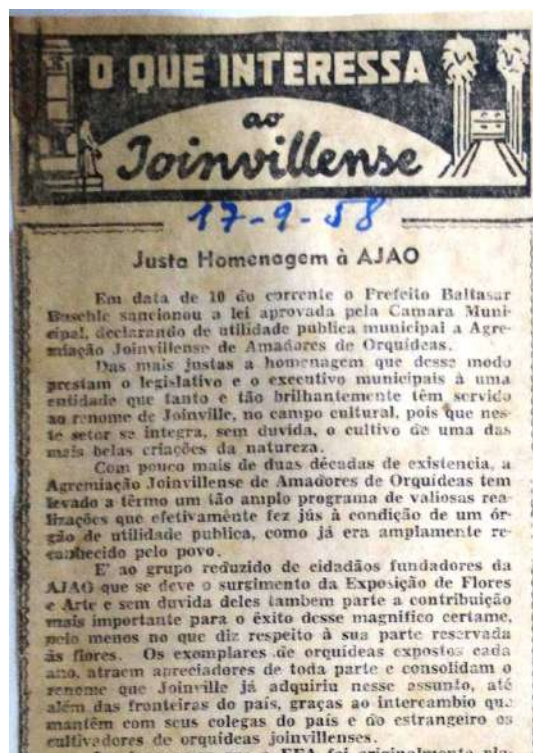 O QUE INTERESSA
ao
Joinvillense
17-9-58
Justa Homenagem à AJAO
Em data de 10 do corrente o Prefeito Baltasar
Buschle sancionou a lei aprovada pela Camara Muni-
cipal, declarando de utilidade publica municipal a Agre-
miação Joinvillense de Amadores de Orquídeas.
Das mais justas a homenagem que desse modo
prestam o legislativo e o executivo municipais à uma
entidade que tanto e tão brilhantemente têm servido
ao renome de Joinville, no campo cultural, pois que nes-
te setor se integra, sem duvida, o cultivo de uma das
mais belas criações da natureza.
Com pouco mais de duas décadas de existencia, a
Agremiação Joinvillense de Amadores de Orquídeas tem
levado a têrmo um tão amplo programa de valiosas rea-
lizações que efetivamênte fez jús à condição de um ór-
gão de utilidade publica, como já era amplamente re-
conhecido pelo povo.
E' ao grupo reduzido de cidadãos fundadores da
AJAO que se deve o surgimento da Exposição de Flores
e Arte e sem duvida deles tambem parte a contribuição
mais importante para o êxito desse magnifico certame,
pelo menos no que diz respeito à sua parte reservada
às flores. Os exemplares de orquídeas expostos cada
ano, atraem apreciadores de toda parte e consolidam o
renome que Joinville já adquiriu nesse assunto, até
além das fronteiras do país, graças ao intercambio que
mantêm com seus colegas do país e do estrangeiro os
cultivadores de orquídeas joinvillenses.
EFA foi originalmente